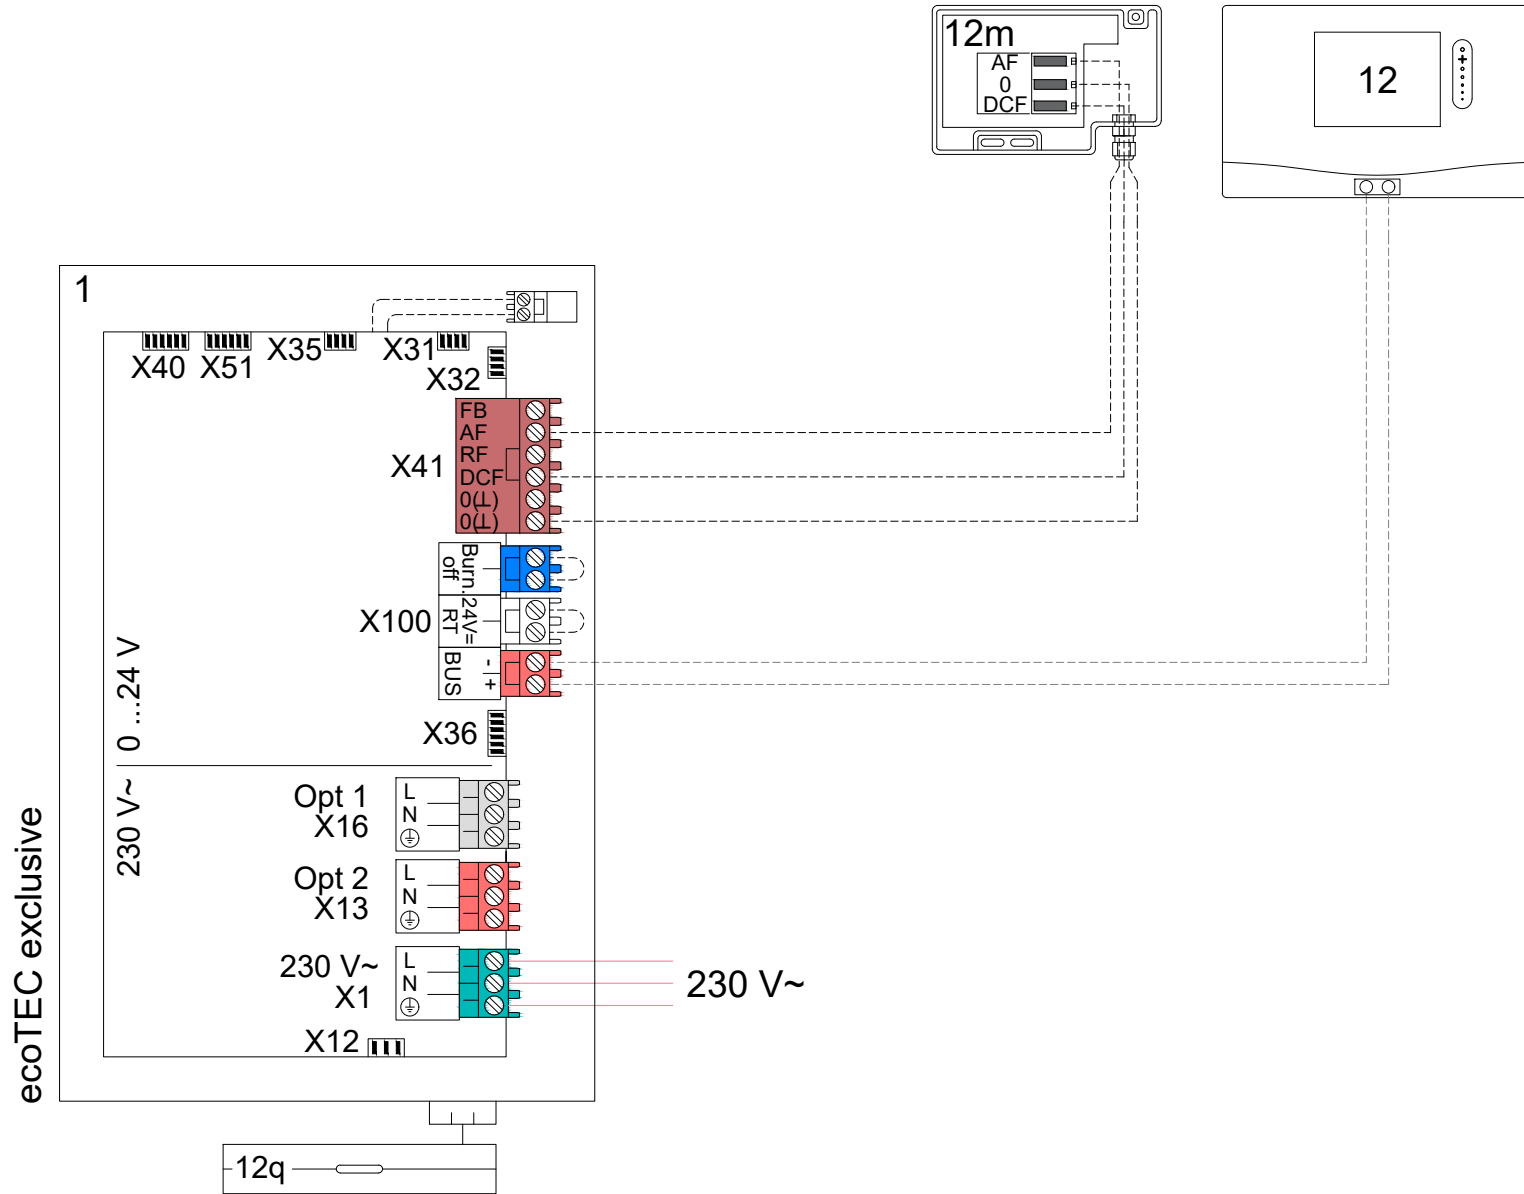 12m
AF
0
DCF
12
1
X40
X51
X35
X31
X32
X41
FB
AF
RF
DCF
0(⊥)
0(⊥)
X100
Burn.
off
24V=
RT
BUS
-
+
X36
0 ...24 V
230 V~
Opt 1
X16
L
N
Opt 2
X13
L
N
230 V~
X1
L
N
230 V~
X12
ecoTEC exclusive
12q